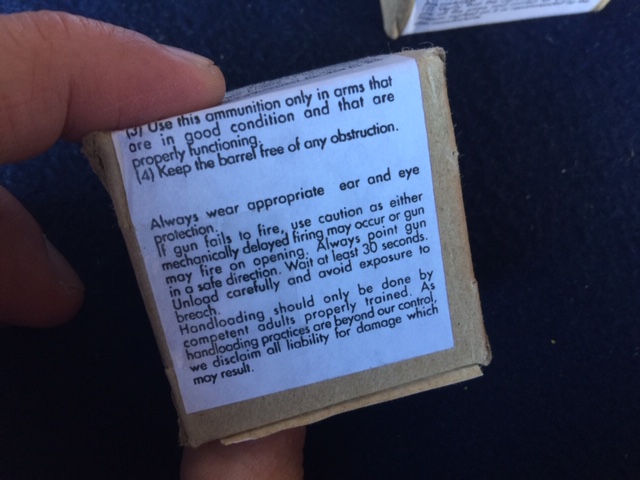 (3) Use this ammunition only in arms that
are in good condition and that are
properly functioning.
(4) Keep the barrel free of any obstruction.
Always wear appropriate ear and eye
protection.
If gun fails to fire, use caution as either
mechanically delayed firing may occur or gun
may fire on opening. Always point gun
in a safe direction. Wait at least 30 seconds.
Unload carefully and avoid exposure to
breach.
Handloading should only be done by
competent adults properly trained. As
handloading practices are beyond our control,
we disclaim all liability for damage which
may result.